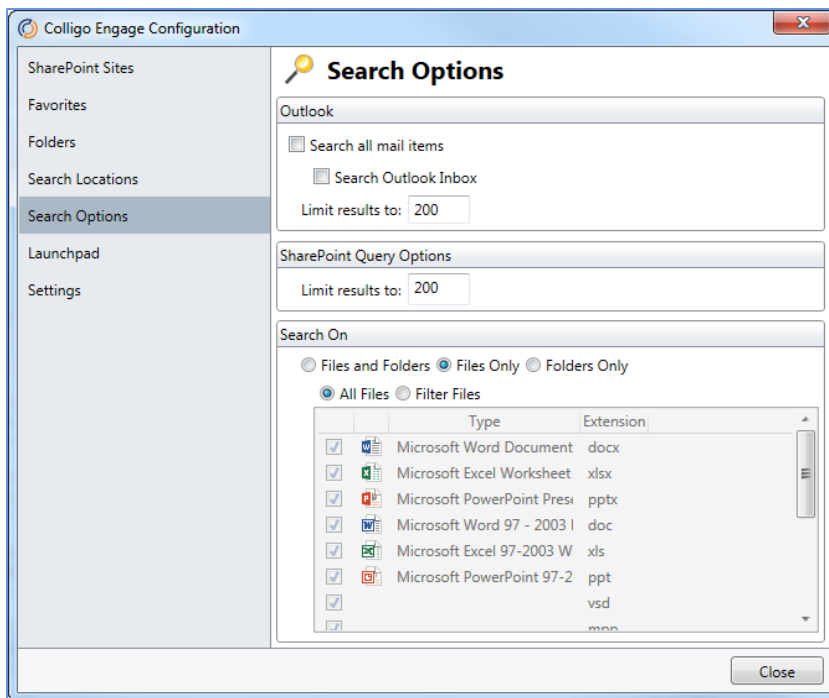 Colligo Engage Configuration
SharePoint Sites
Favorites
Folders
Search Locations
Search Options
Launchpad
Settings
Search Options
Outlook
Search all mail items
Search Outlook Inbox
Limit results to: 200
SharePoint Query Options
Limit results to: 200
Search On
Files and Folders Files Only Folders Only
All Files Filter Files
Type Extension
Microsoft Word Document docx
Microsoft Excel Worksheet xlsx
Microsoft PowerPoint Prese pptx
Microsoft Word 97 - 2003 doc
Microsoft Excel 97-2003 W xls
Microsoft PowerPoint 97-2 ppt
vsd
mpp
Close